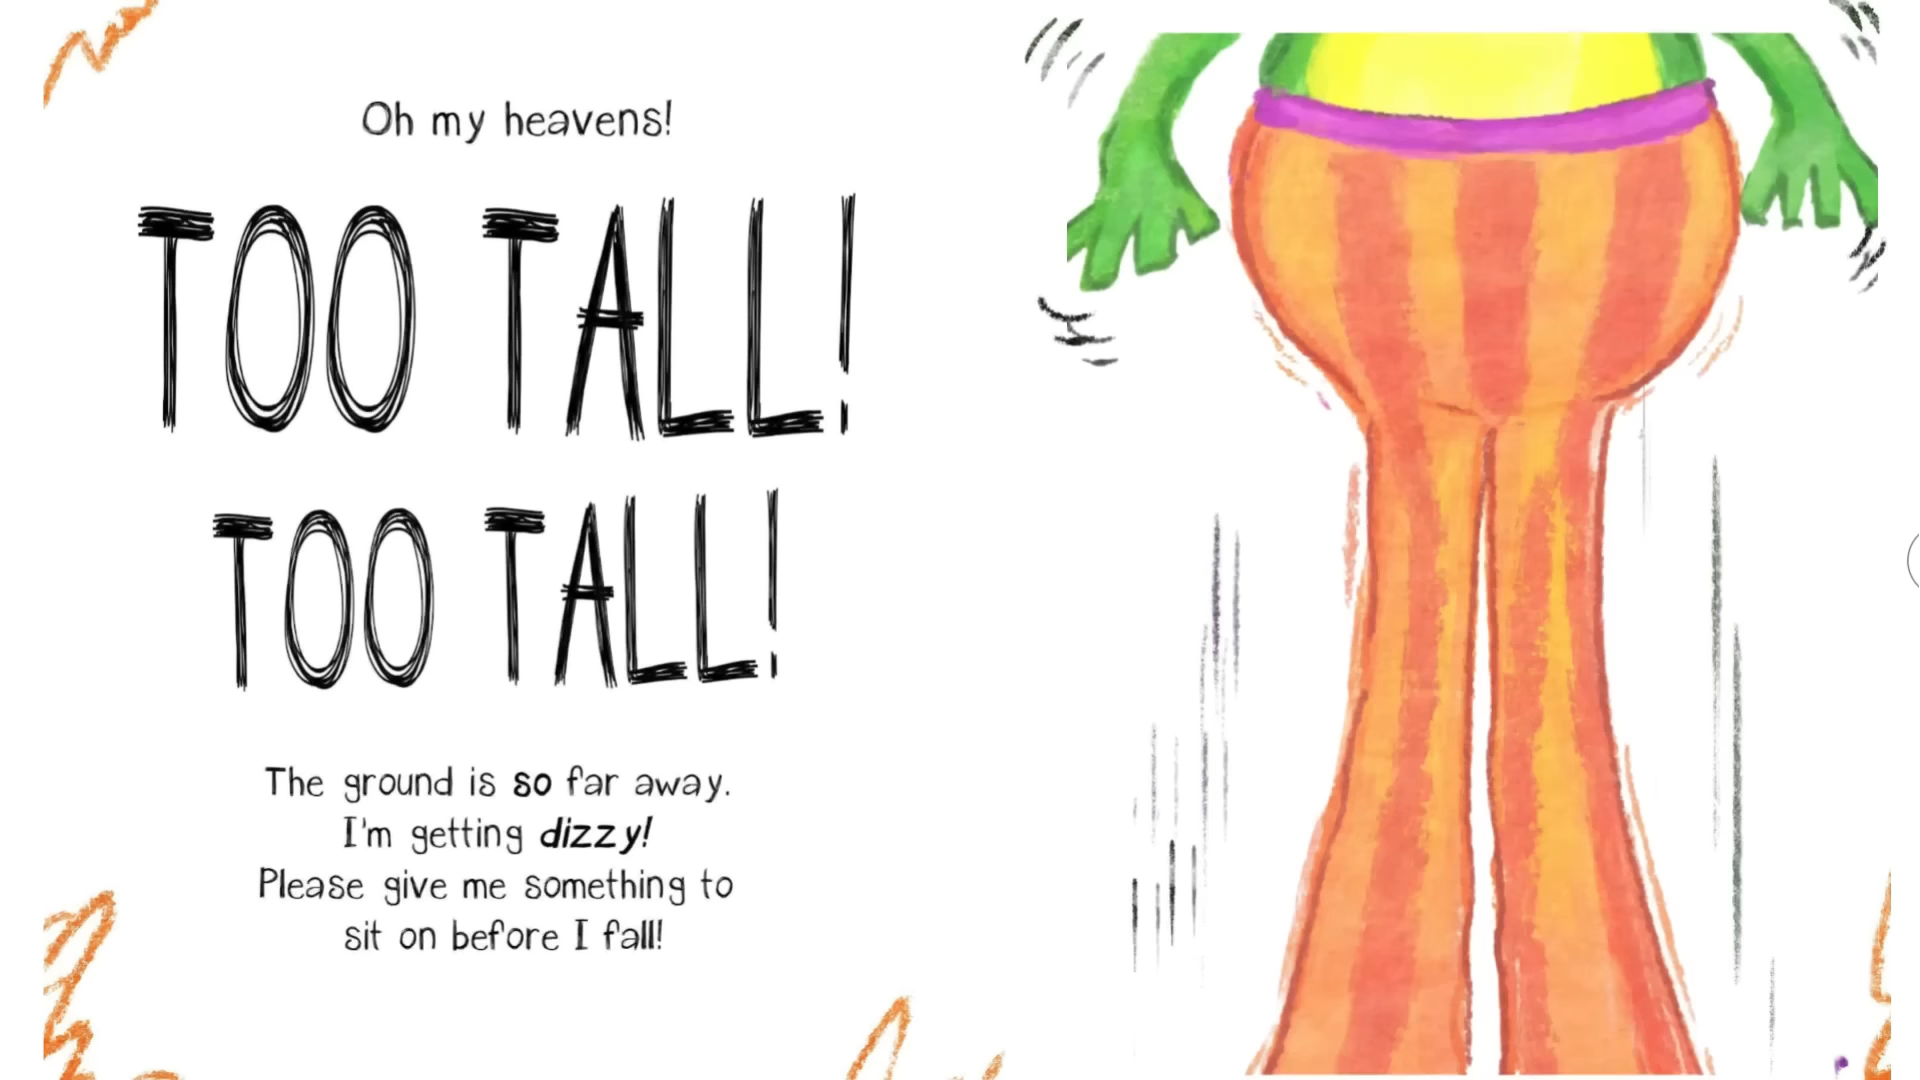 Oh my heavens!
TOO TALL!
TOO TALL!
The ground is so far away.
I'm getting dizzy!
Please give me something to
sit on before I fall!